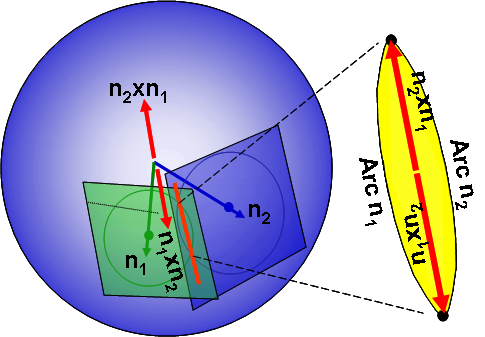 n₂xn₁
n₂
n₁
n₁xn₂
n₂xn₁
n₁xn₂
Arc n₁
Arc n₂